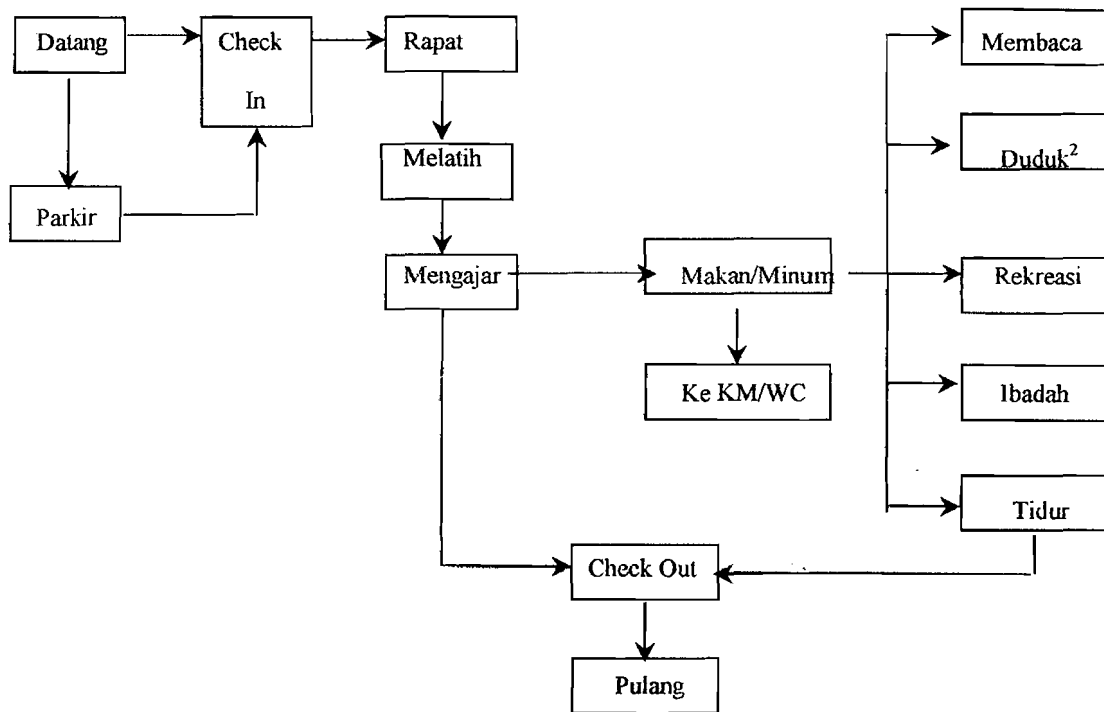 Datang
Check
In
Rapat
Membaca
Duduk²
Melatih
Parkir
Mengajar
Makan/Minum
Rekreasi
Ke KM/WC
Ibadah
Tidur
Check Out
Pulang